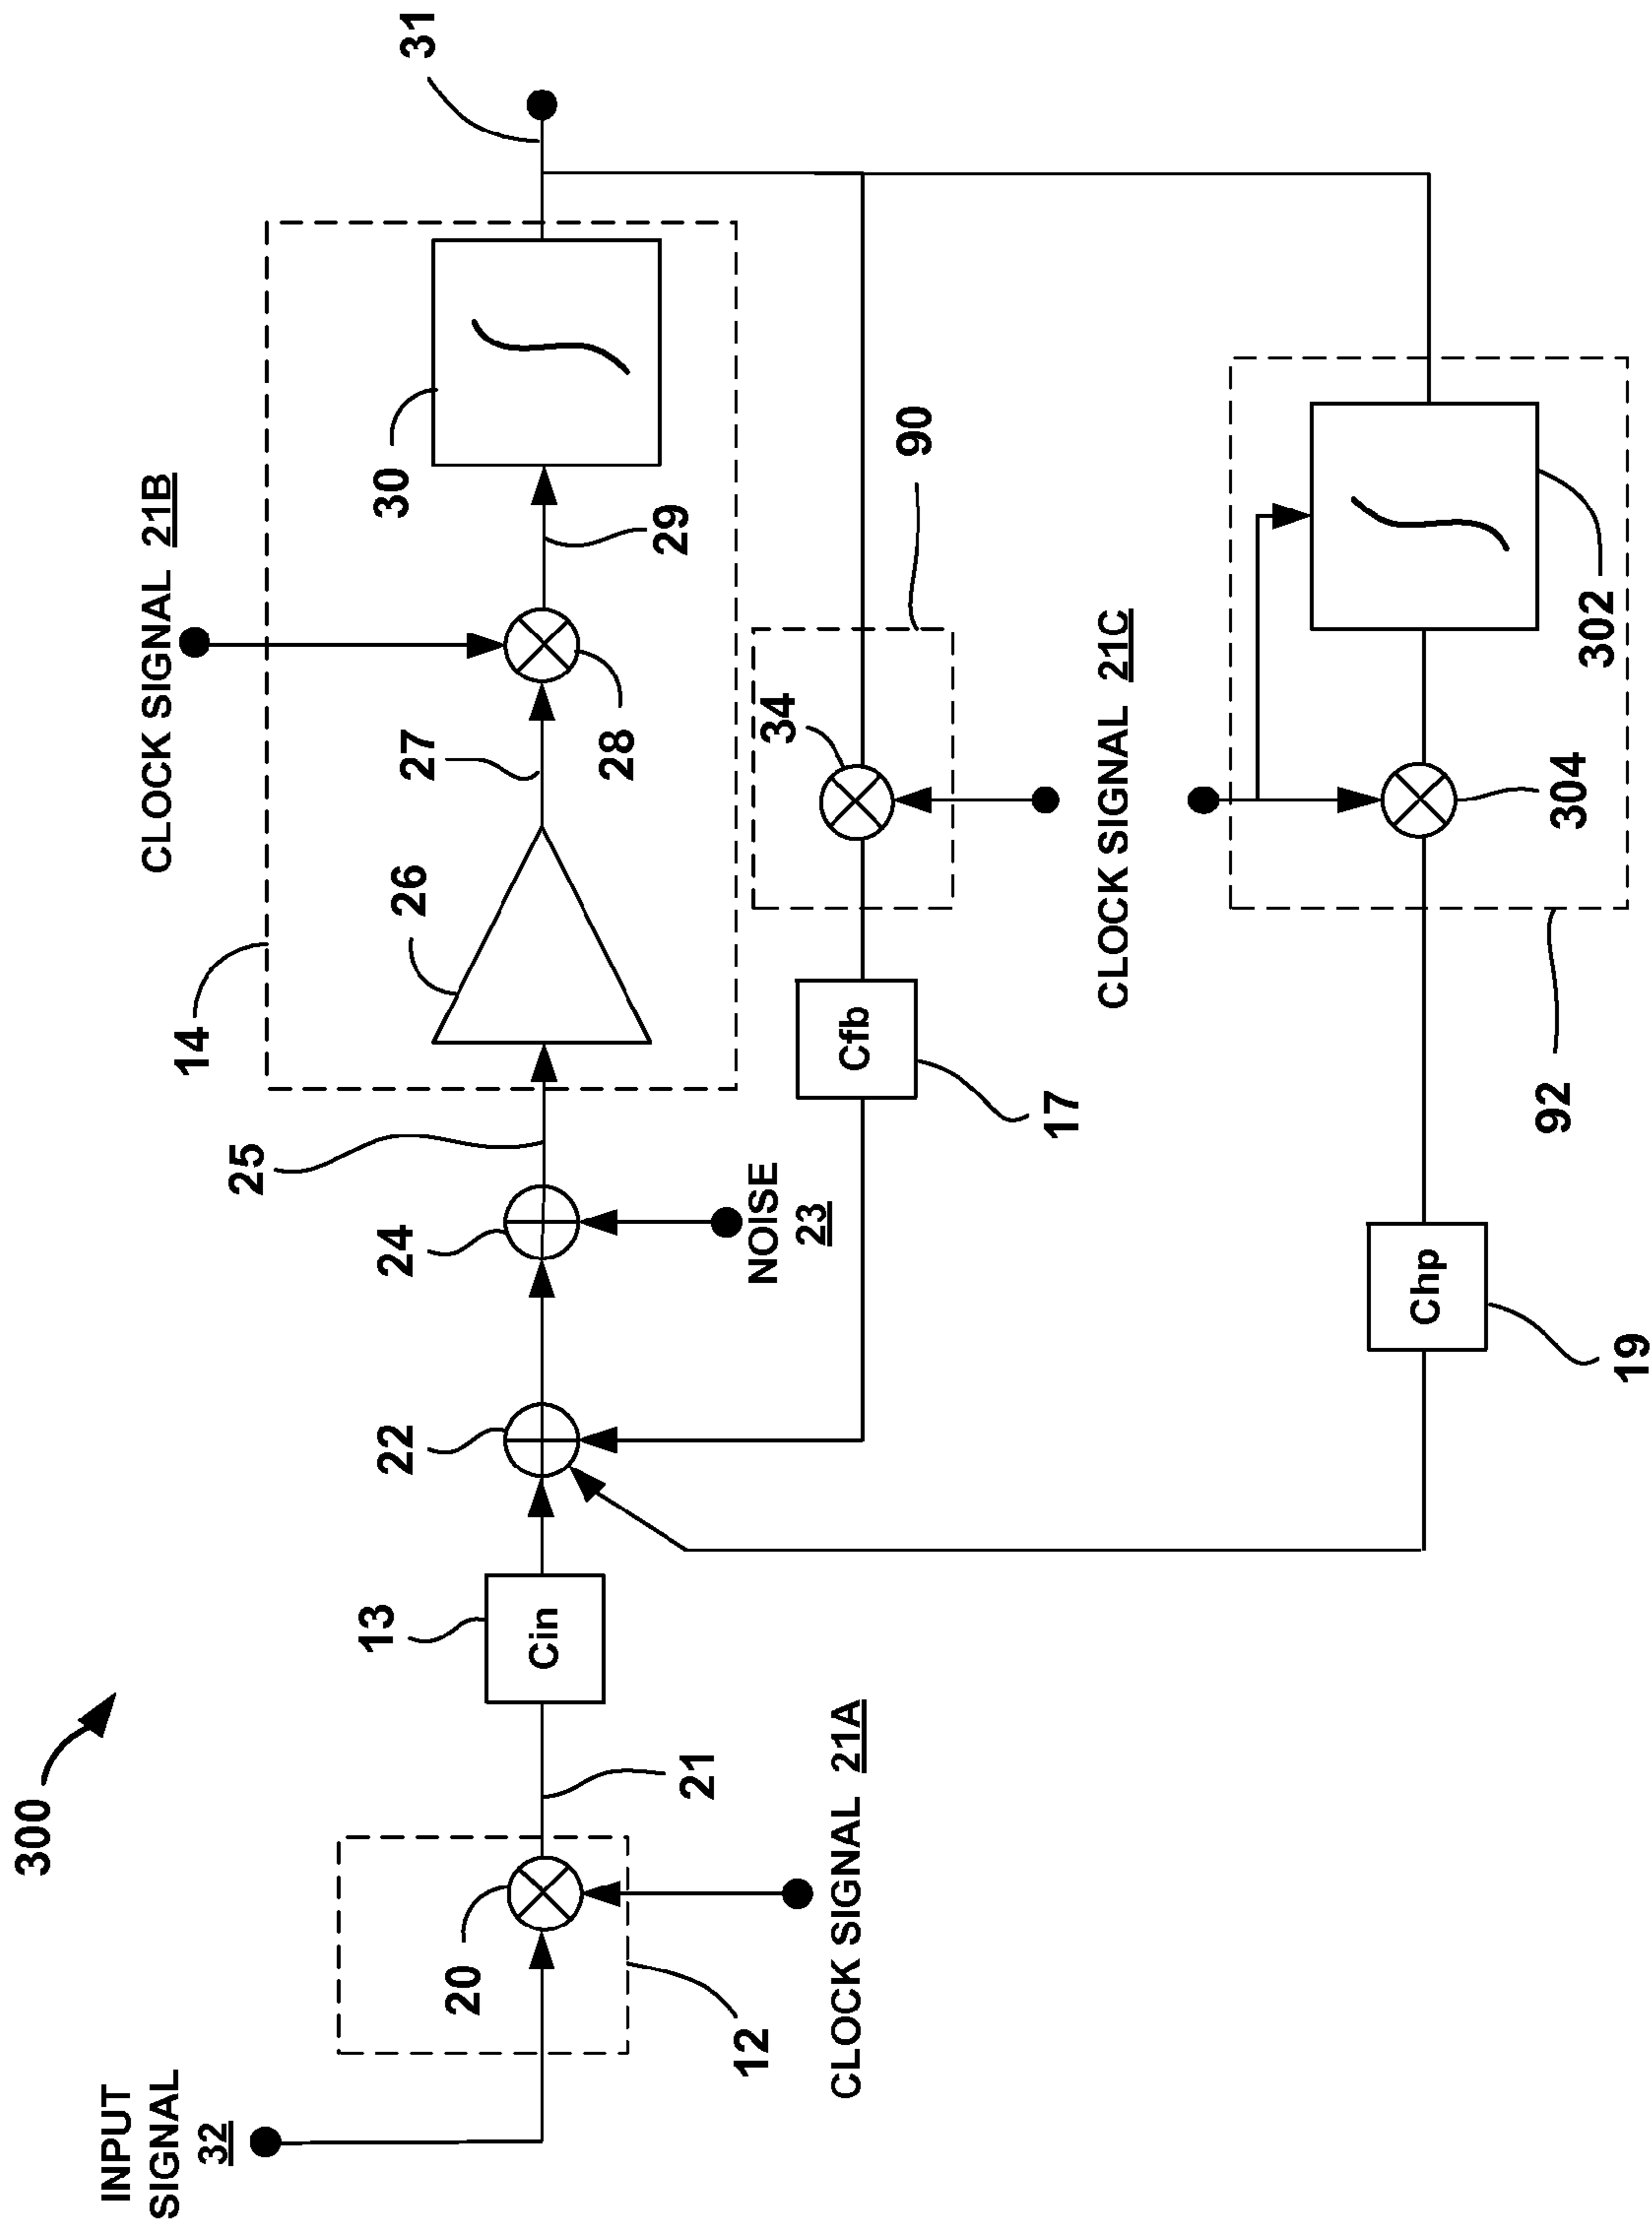 300
INPUT
SIGNAL
32
20
12
CLOCK SIGNAL 21A
21
13
Cin
22
24
NOISE
23
25
14
26
27
CLOCK SIGNAL 21B
28
29
30
31
90
34
Cfb
17
CLOCK SIGNAL 21C
302
304
92
Chp
19